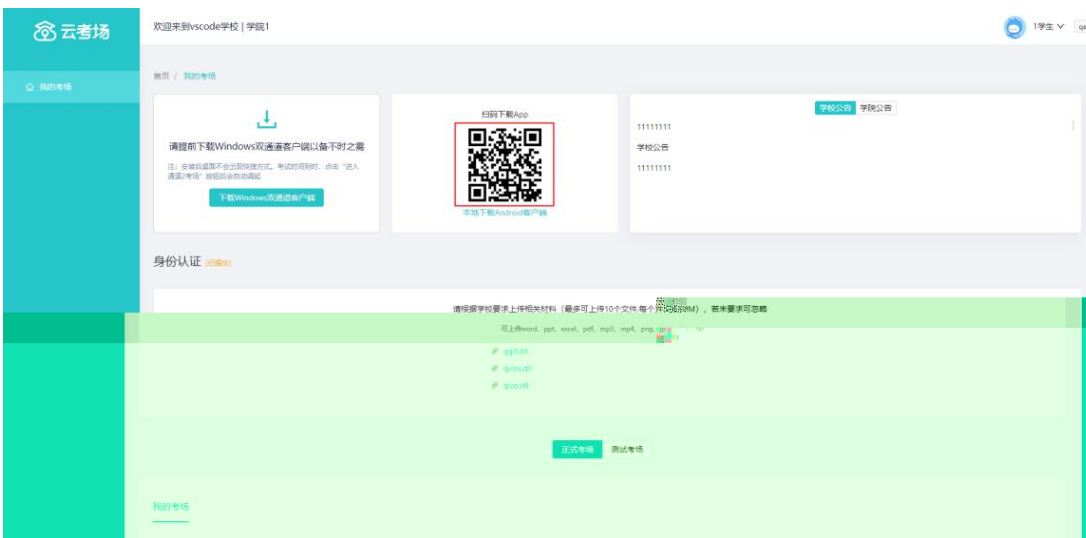 云考场
欢迎来到vscode学校 | 学院1
1学生
我的考场
首页 / 我的考场
请提前下载Windows双通道客户端以备不时之需
注：安装后桌面不会出现快捷方式。考试时间到时，点击“进入
通道2考场”按钮后会自动调起
下载Windows双通道客户端
扫码下载App
本地下载Android客户端
学校公告 学院公告
11111111
学校公告
11111111
身份认证 (已提交)
请根据学校要求上传相关材料（最多可上传10个文件,每个 M），若未要求可忽略
可上传word、ppt、excel、pdf、mp3、mp4、png、
qgif.dll
qicns.dll
qico.dll
正式考场 测试考场
我的考场